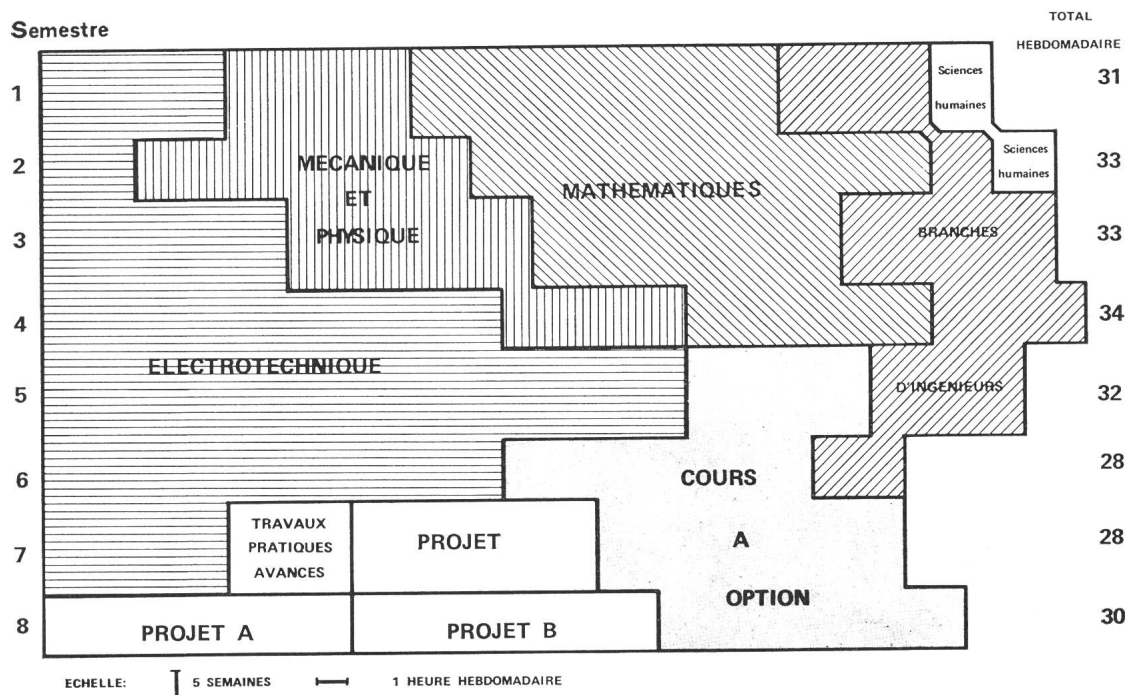 TOTAL
Semestre
HEBDOMADAIRE
1
Sciences
humaines
31
2
MECANIQUE
ET
PHYSIQUE
MATHEMATIQUES
Sciences
humaines
33
3
BRANCHES
33
4
34
ELECTROTECHNIQUE
5
D'INGENIEURS
32
6
COURS
A
OPTION
28
7
TRAVAUX
PRATIQUES
AVANCES
PROJET
28
8
PROJET A
PROJET B
30
ECHELLE: 5 SEMAINES 1 HEURE HEBDOMADAIRE